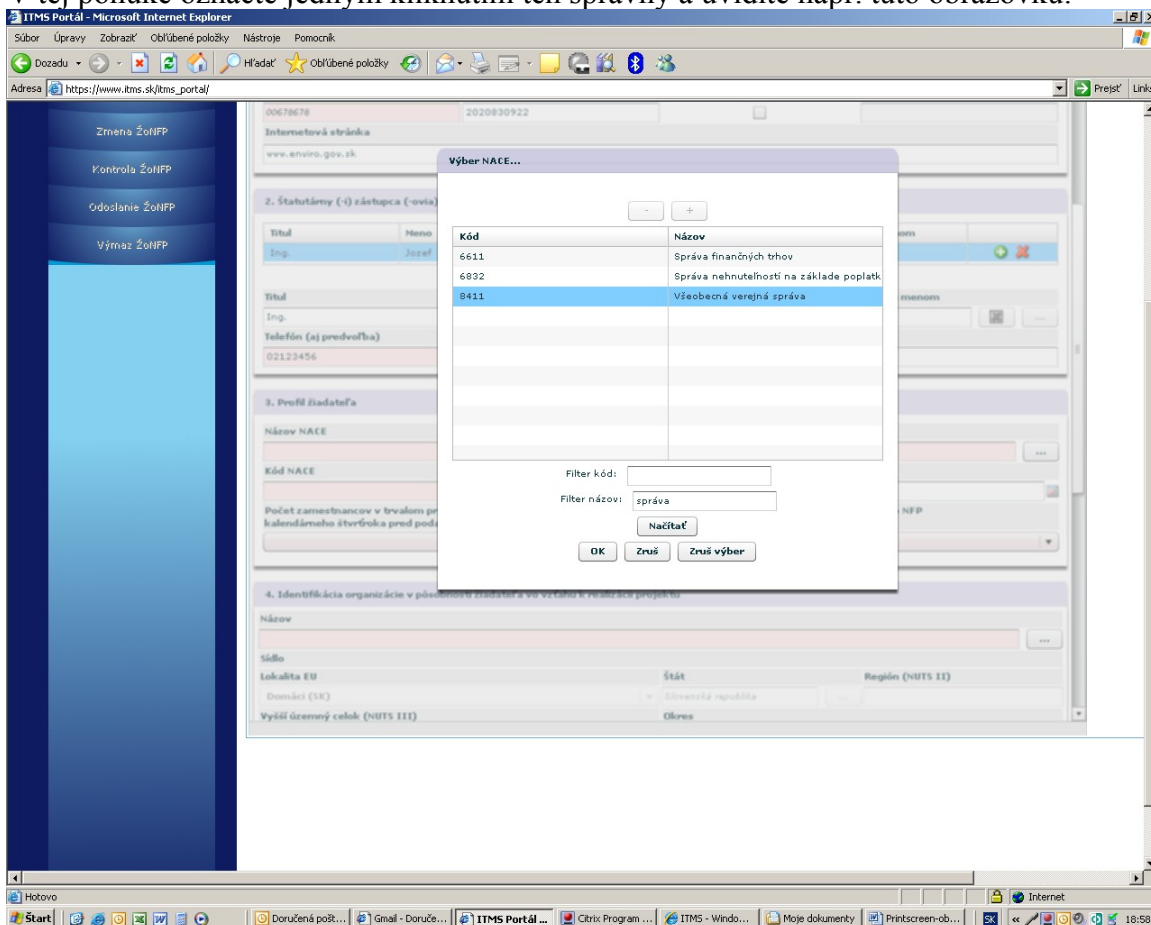 V tej ponuke označte jedným kliknutím ten správny a uvidíte napr. túto obrazovku:
ITMS Portál - Microsoft Internet Explorer
Súbor Úpravy Zobraziť Obľúbené položky Nástroje Pomocník
Dozadu Hľadať Obľúbené položky
Adresa https://www.itms.sk/itms_portal/ Prejsť
Zmena ŽoNFP
Kontrola ŽoNFP
Odoslanie ŽoNFP
Výmaz ŽoNFP
00678678 2020830922
Internetová stránka
www.enviro.gov.sk
2. Štatutárny (-i) zástupca (-ovia)
Titul Meno
Ing. Jozef
Titul menom
Ing.
Telefón (aj predvoľba)
02123456
3. Profil žiadateľa
Názov NACE
Kód NACE
Počet zamestnancov v trvalom NFP
kalendárneho štvrťroka pred
Výber NACE...
- +
Kód Názov
6611 Správa finančných trhov
6832 Správa nehnuteľností na základe poplatk
8411 Všeobecná verejná správa
Filter kód:
Filter názov: správa
Načítať
OK Zruš Zruš výber
4. Identifikácia organizácie v pôsobnosti žiadateľa vo vzťahu k realizácii projektu
Názov
Sídlo
Lokalita EU Štát Región (NUTS II)
Domáci (SK) Slovenská republika
Vyšší územný celok (NUTS III) Okres
Hotovo Internet
Štart Doručená pošt... Gmail - Doruče... ITMS Portál ... Citrix Program ... ITMS - Windo... Moje dokumenty Printscreen-ob... SK « 18:58